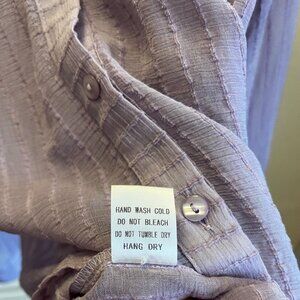 HAND WASH COLD
DO NOT BLEACH
DO NOT TUMBLE DRY
HANG DRY